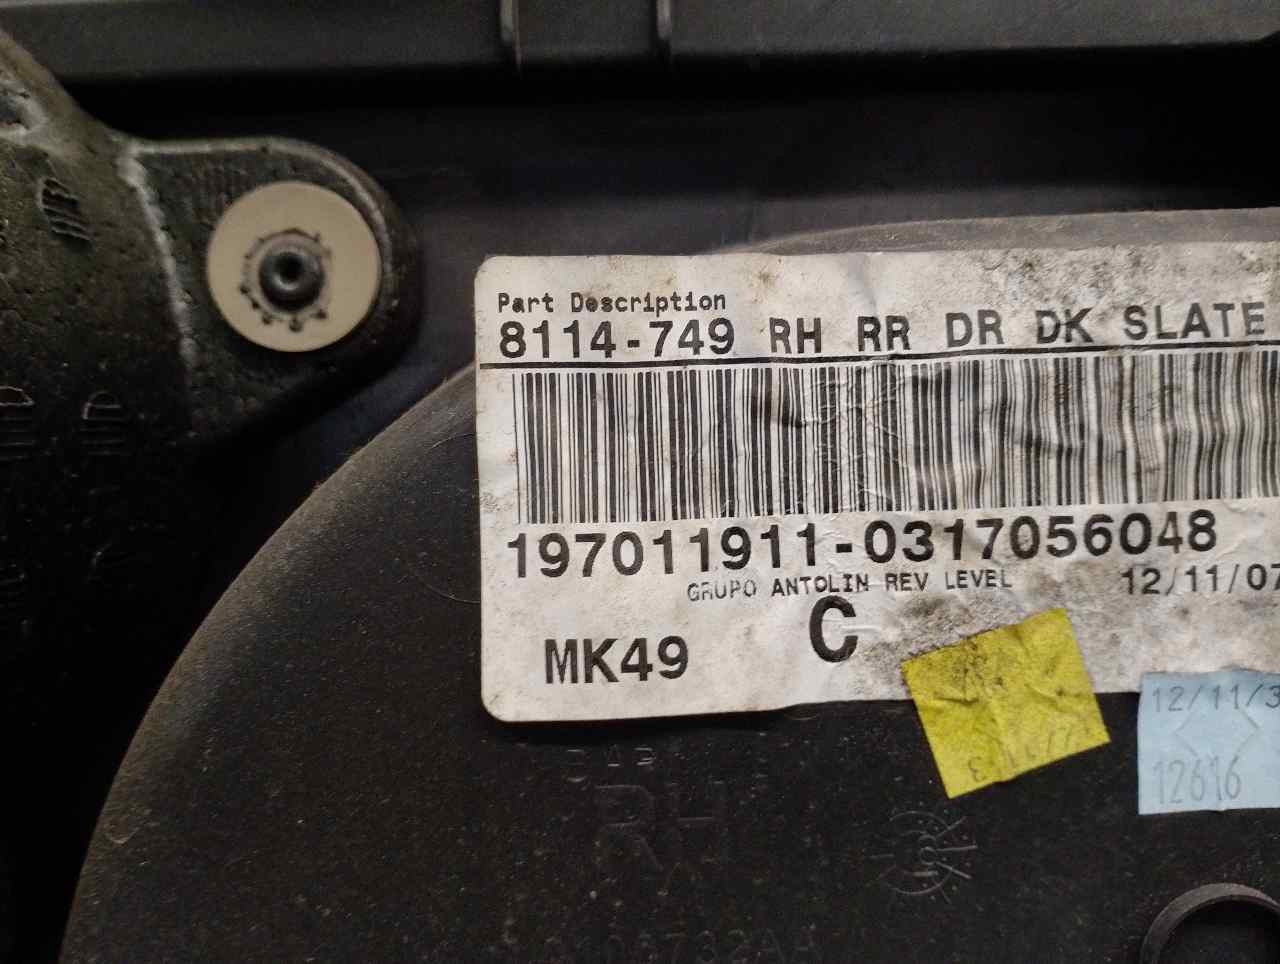 Part Description
8114-749 RH RR DR DK SLATE
197011911-0317056048
GRUPO ANTOLIN REV LEVEL
12/11/07
MK49
C
12/11/3
12616
RH